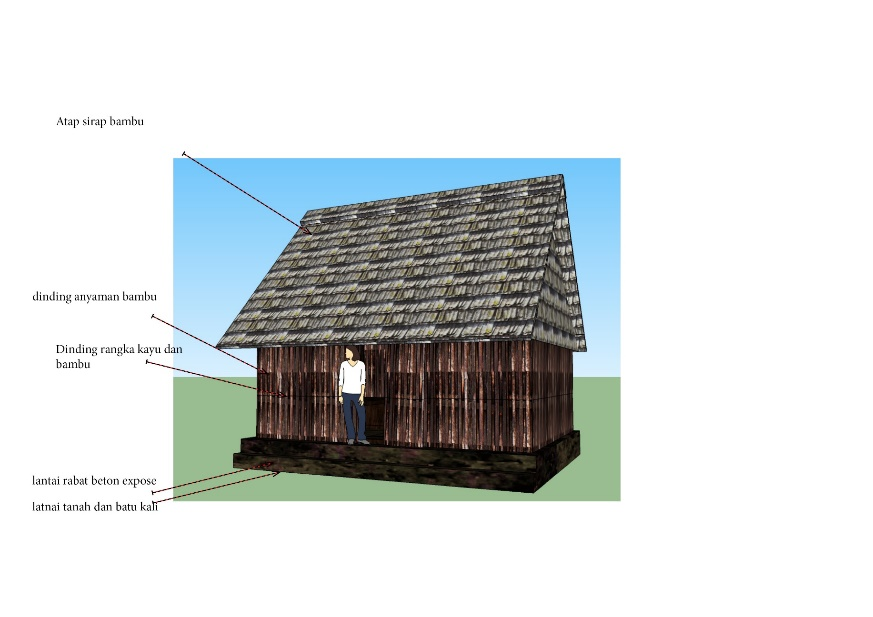 Atap sirap bambu
dinding anyaman bambu
Dinding rangka kayu dan
bambu
lantai rabat beton expose
latnai tanah dan batu kali